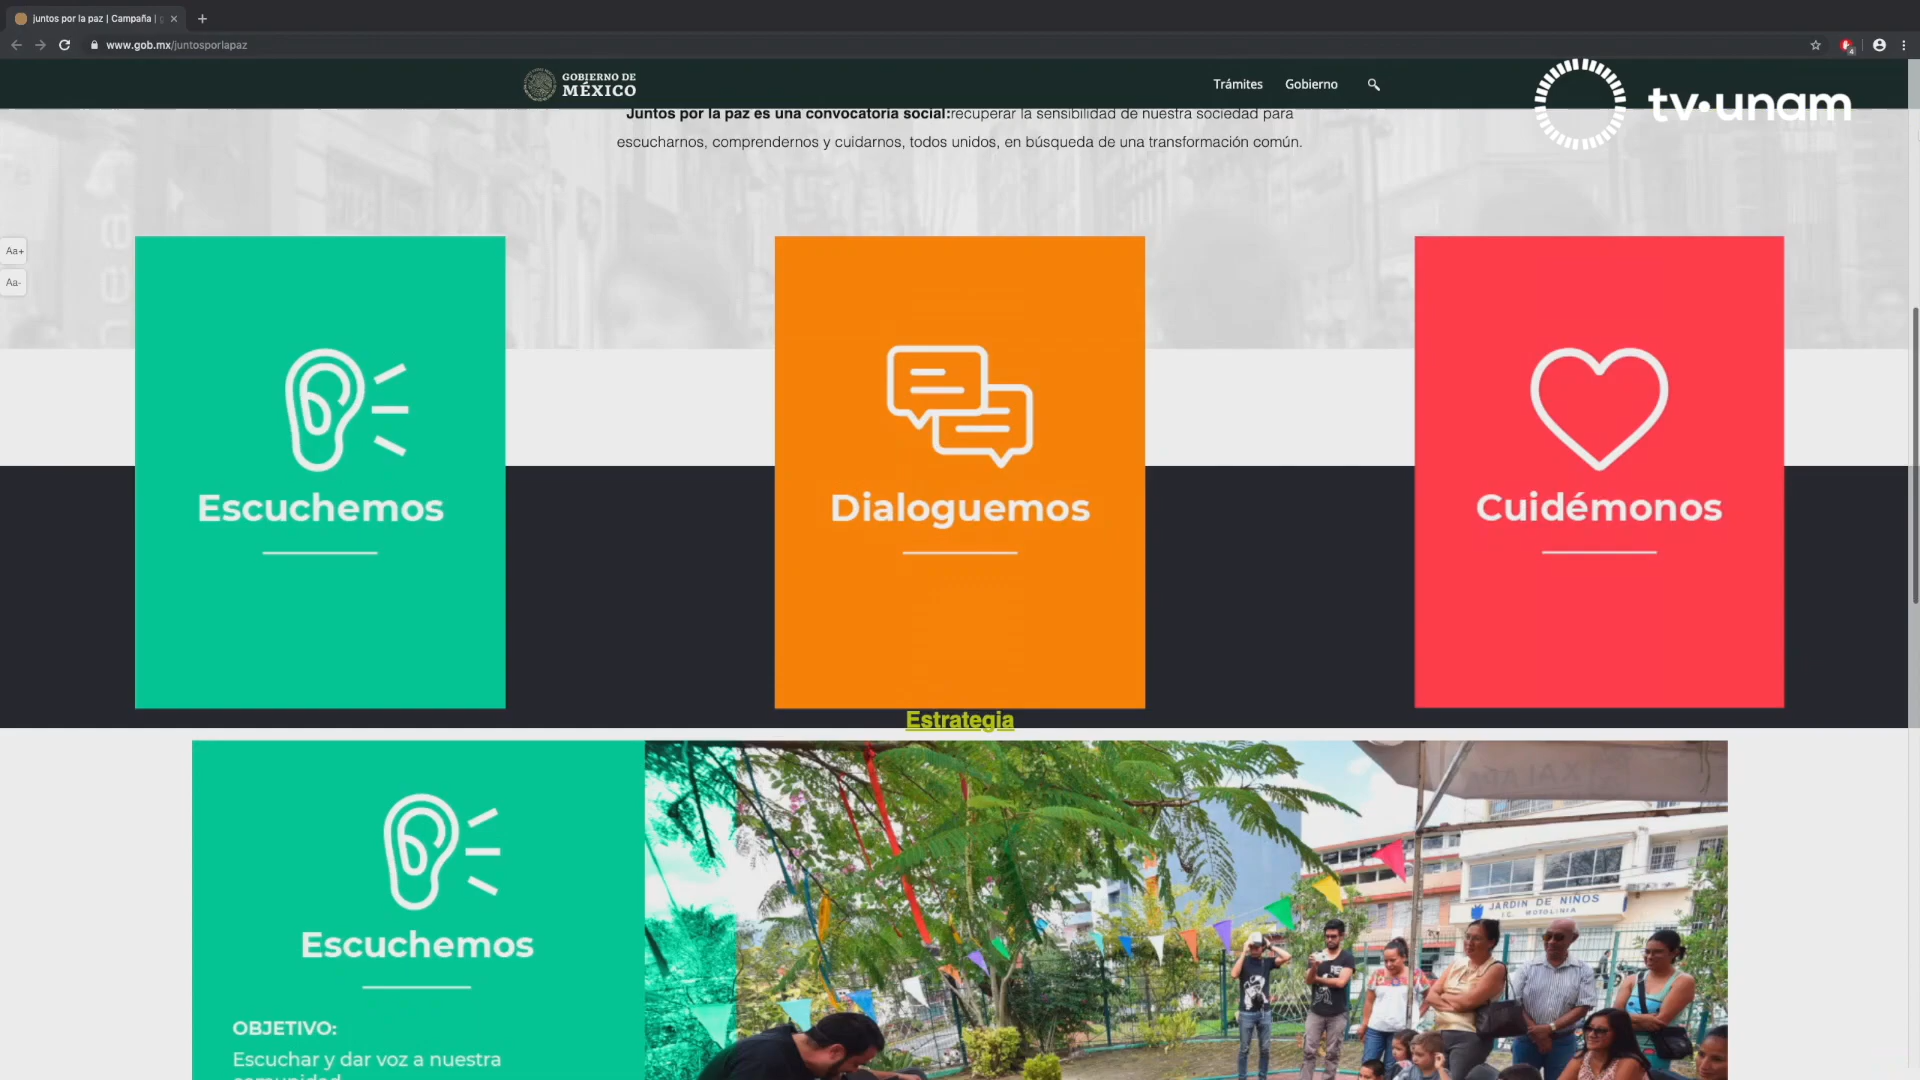 juntos por la paz | Campaña | g
www.gob.mx/juntosporlapaz
4
GOBIERNO DE
MÉXICO
Trámites Gobierno
tv·unam
Juntos por la paz es una convocatoria social:recuperar la sensibilidad de nuestra sociedad para
escucharnos, comprendernos y cuidarnos, todos unidos, en búsqueda de una transformación común.
Aa+
Aa-
Escuchemos
Dialoguemos
Cuidémonos
Estrategia
Escuchemos
OBJETIVO:
Escuchar y dar voz a nuestra
comunidad
JARDIN DE NIÑOS
MOTOLINIA